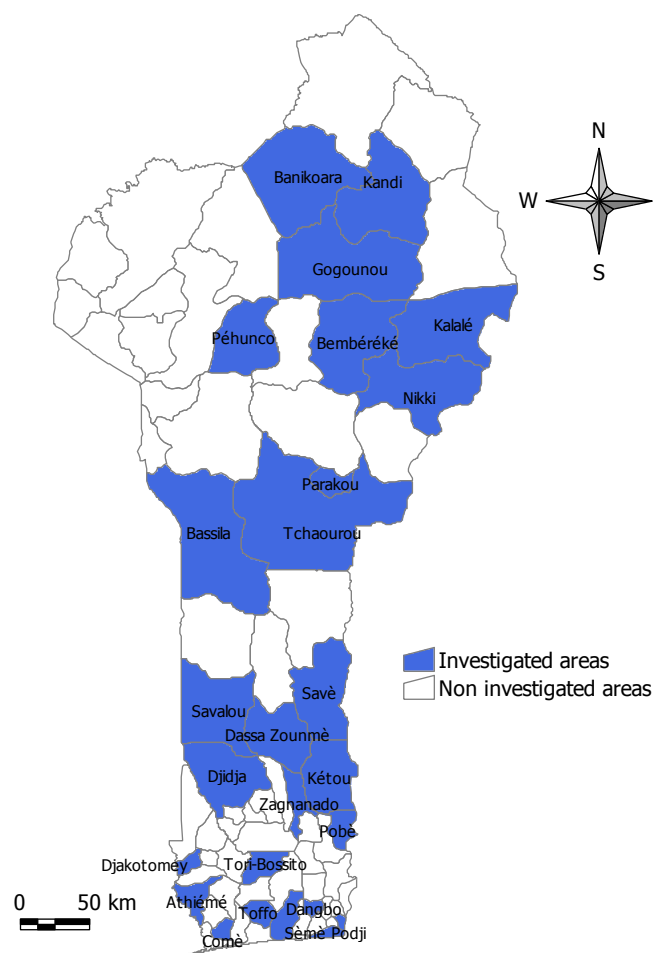 N
W
S
Banikoara
Kandi
Gogounou
Kalalé
Péhunco
Bembéréké
Nikki
Parakou
Bassila
Tchaourou
Investigated areas
Non investigated areas
Savè
Savalou
Dassa Zounmè
Djidja
Kétou
Zagnanado
Pobè
Djakotomey
Tori-Bossito
Athiémé
Toffo
Dangbo
Comè
Sèmè Podji
0 50 km